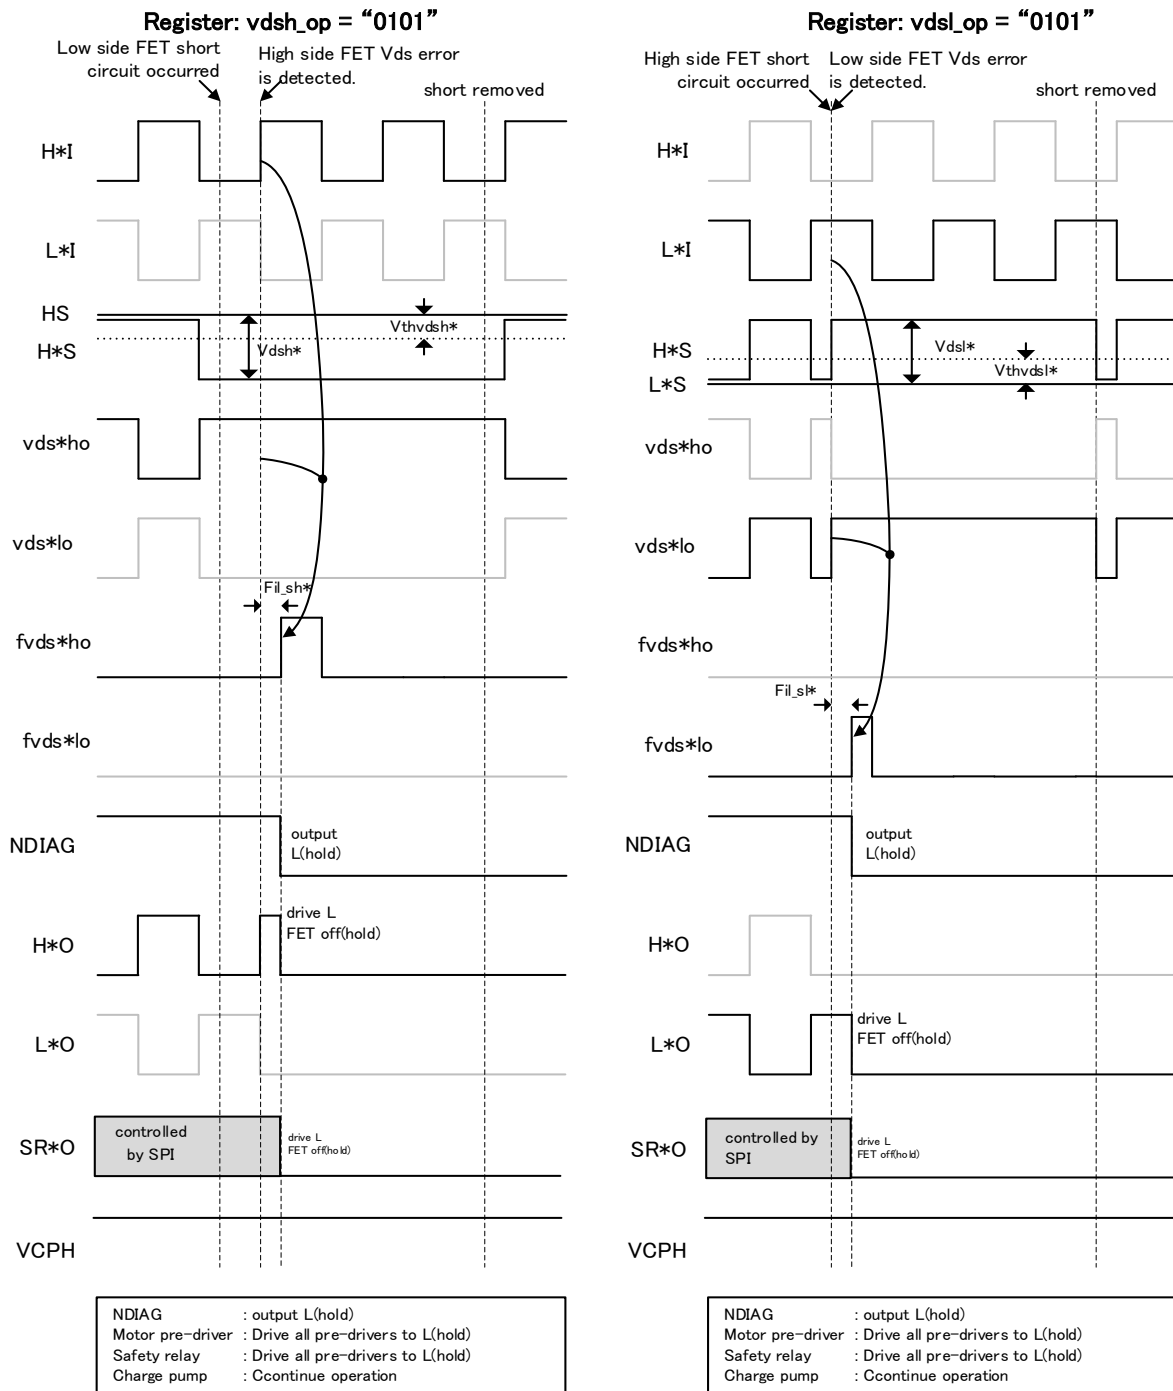 Register: vdsh_op = “0101”
Low side FET short
circuit occurred
High side FET Vds error
is detected.
short removed
H*I
L*I
HS
Vthvdsh*
H*S
Vdsh*
vds*ho
vds*lo
Fil_sh*
fvds*ho
fvds*lo
NDIAG
output
L(hold)
H*O
drive L
FET off(hold)
L*O
SR*O
controlled
by SPI
drive L
FET off(hold)
VCPH
NDIAG : output L(hold)
Motor pre-driver : Drive all pre-drivers to L(hold)
Safety relay : Drive all pre-drivers to L(hold)
Charge pump : Ccontinue operation
Register: vdsl_op = “0101”
High side FET short
circuit occurred
Low side FET Vds error
is detected.
short removed
H*I
L*I
H*S
Vdsl*
Vthvdsl*
L*S
vds*ho
vds*lo
fvds*ho
Fil_sl*
fvds*lo
NDIAG
output
L(hold)
H*O
L*O
drive L
FET off(hold)
SR*O
controlled by
SPI
drive L
FET off(hold)
VCPH
NDIAG : output L(hold)
Motor pre-driver : Drive all pre-drivers to L(hold)
Safety relay : Drive all pre-drivers to L(hold)
Charge pump : Ccontinue operation